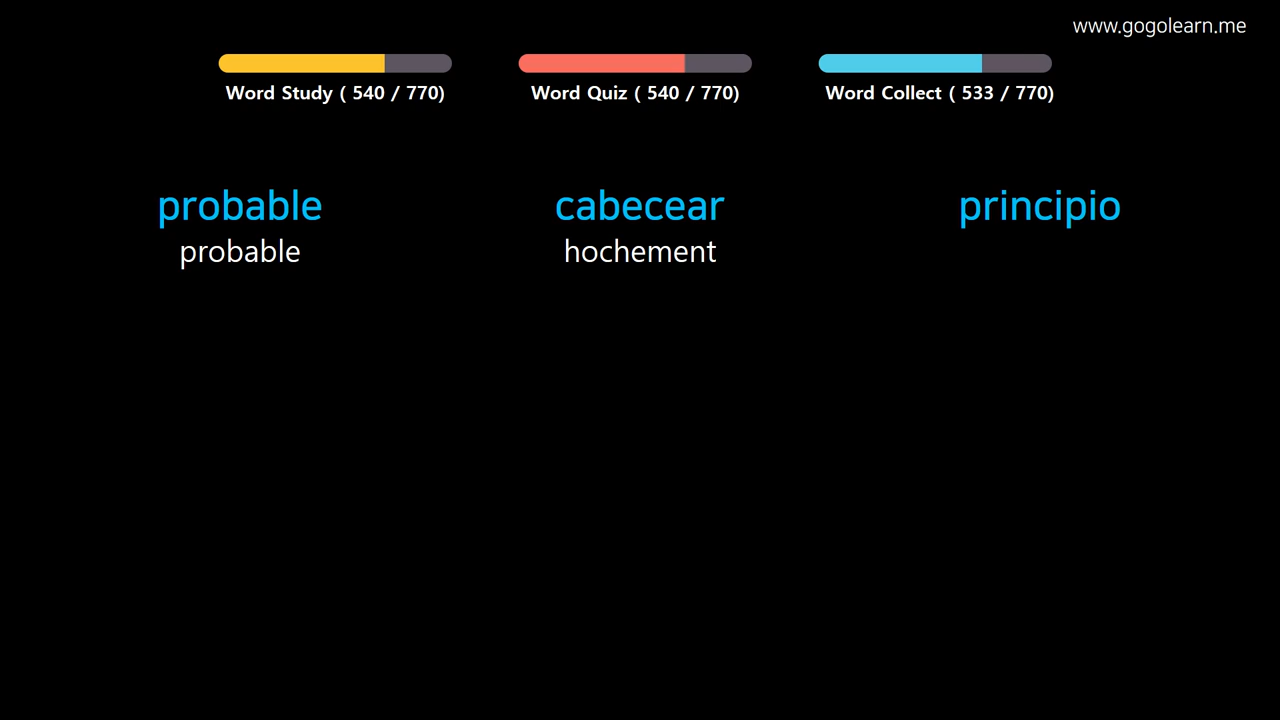 www.gogolearn.me
Word Study ( 540 / 770)
Word Quiz ( 540 / 770)
Word Collect ( 533 / 770)
probable
cabecear
principio
probable
hochement